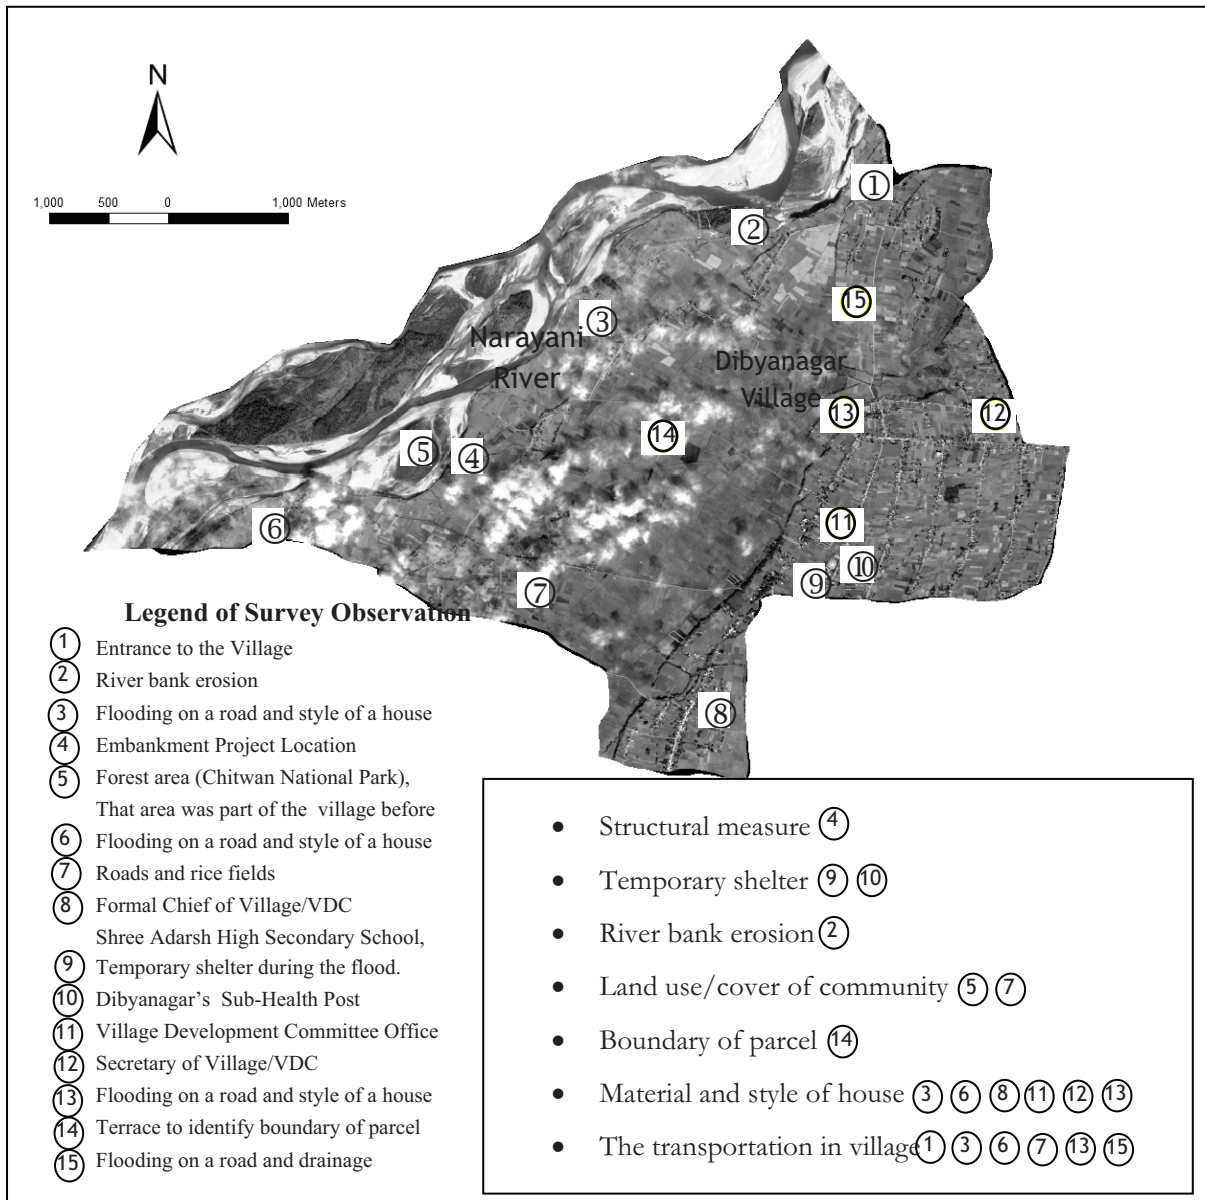 N
1,000 500 0 1,000 Meters
①
②
15
③
Narayani
River
Dibyanagar
Village
13
12
14
⑤
④
11
⑥
⑩
⑨
⑦
⑧
Legend of Survey Observation
1 Entrance to the Village
2 River bank erosion
3 Flooding on a road and style of a house
4 Embankment Project Location
5 Forest area (Chitwan National Park),
That area was part of the village before
6 Flooding on a road and style of a house
7 Roads and rice fields
8 Formal Chief of Village/VDC
Shree Adarsh High Secondary School,
9 Temporary shelter during the flood.
10 Dibyanagar's Sub-Health Post
11 Village Development Committee Office
12 Secretary of Village/VDC
13 Flooding on a road and style of a house
14 Terrace to identify boundary of parcel
15 Flooding on a road and drainage
• Structural measure 4
• Temporary shelter 9 10
• River bank erosion 2
• Land use/cover of community 5 7
• Boundary of parcel 14
• Material and style of house 3 6 8 11 12 13
• The transportation in village 1 3 6 7 13 15